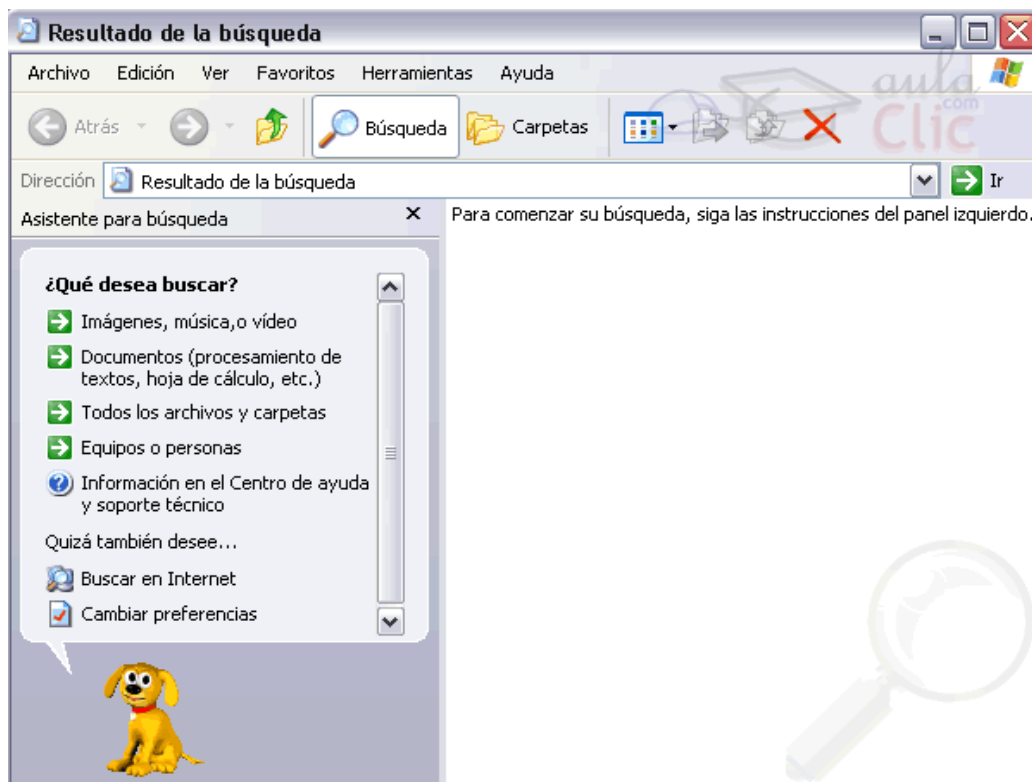 Resultado de la búsqueda
Archivo Edición Ver Favoritos Herramientas Ayuda
aula
.com
Clic
Atrás Búsqueda Carpetas
Dirección Resultado de la búsqueda Ir
Asistente para búsqueda
Para comenzar su búsqueda, siga las instrucciones del panel izquierdo.
¿Qué desea buscar?
Imágenes, música,o vídeo
Documentos (procesamiento de
textos, hoja de cálculo, etc.)
Todos los archivos y carpetas
Equipos o personas
Información en el Centro de ayuda
y soporte técnico
Quizá también desee...
Buscar en Internet
Cambiar preferencias